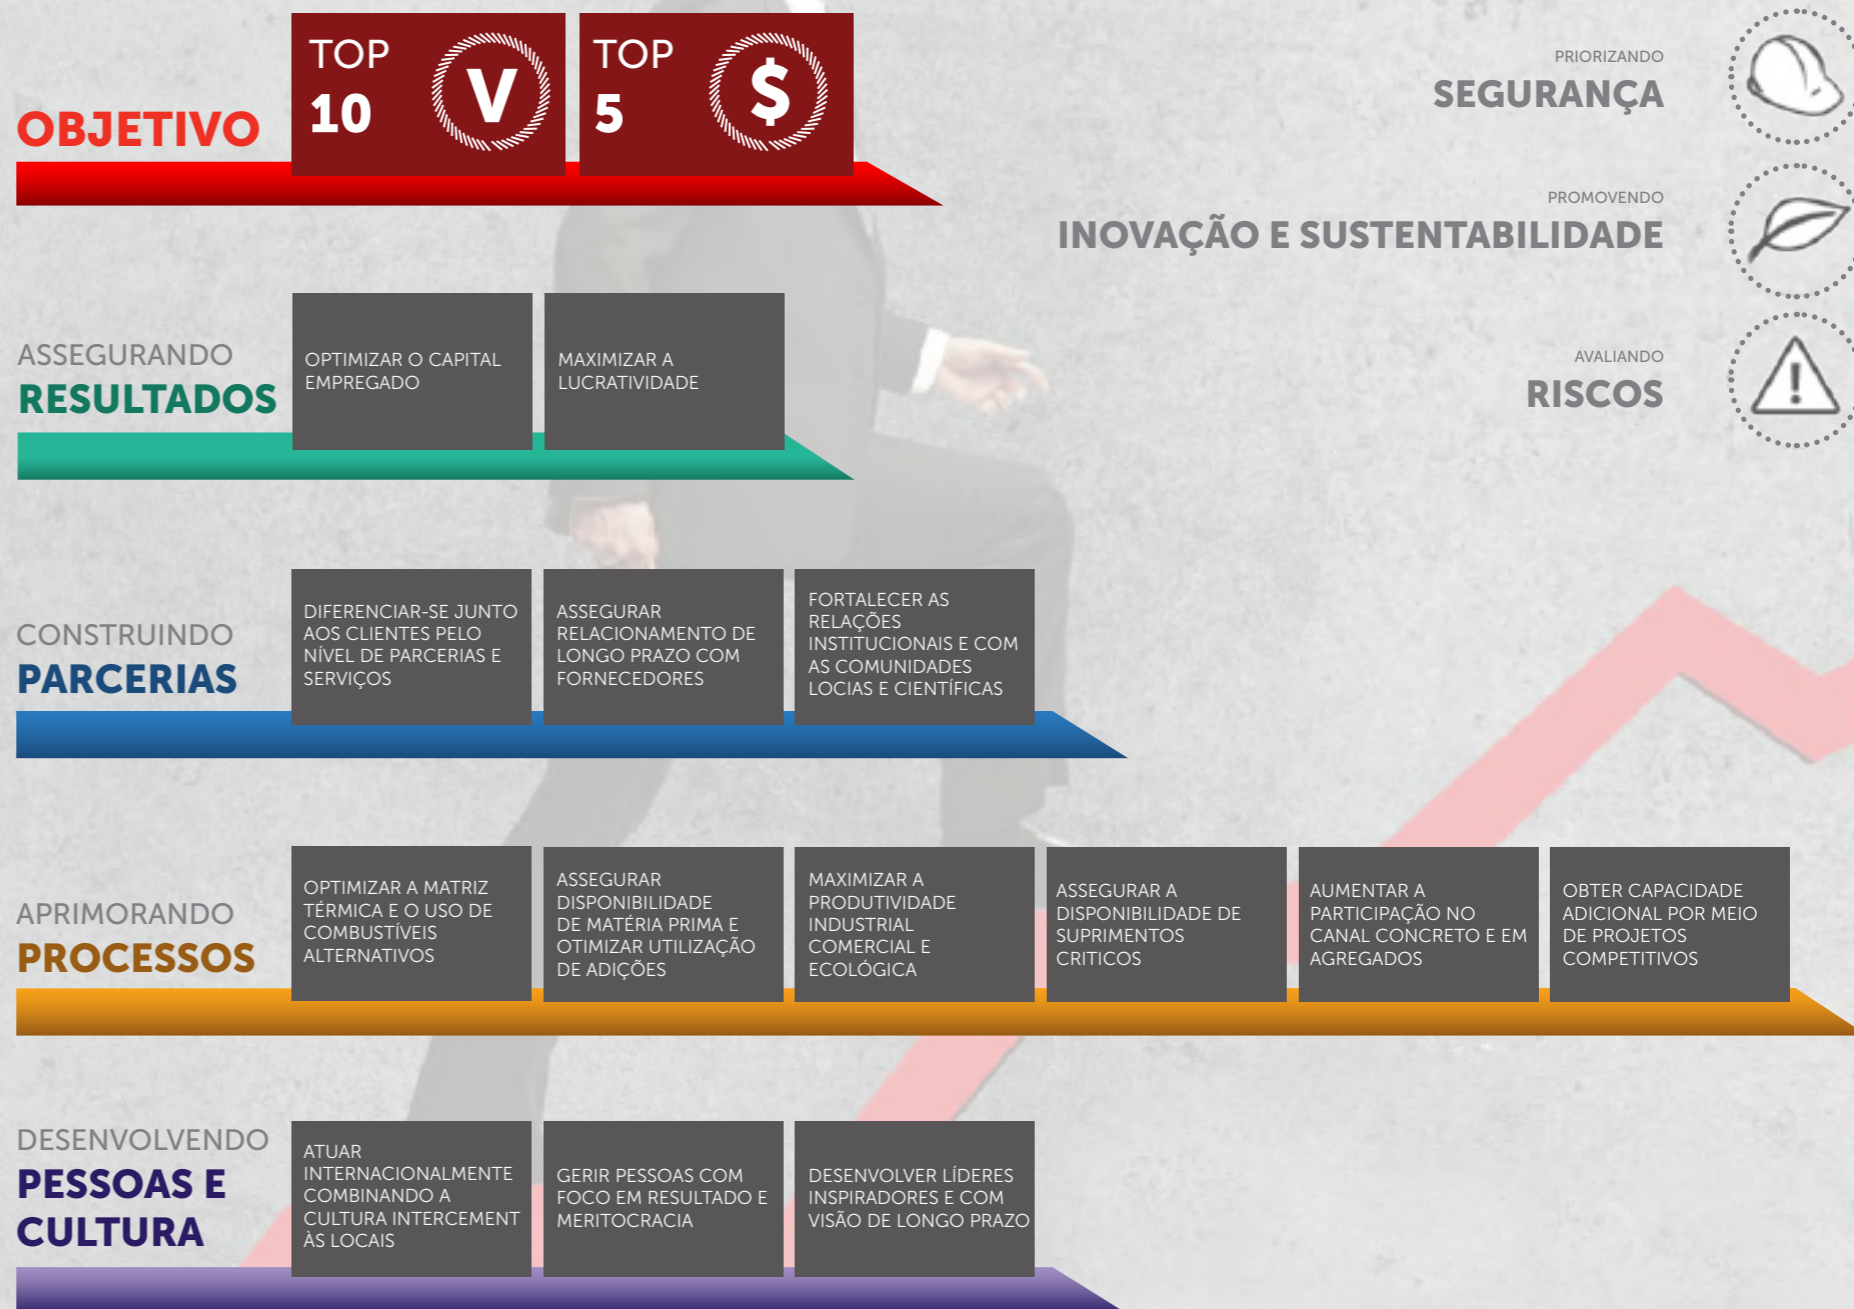 OBJETIVO
TOP
10
V
TOP
5
$
PRIORIZANDO
SEGURANÇA
PROMOVENDO
INOVAÇÃO E SUSTENTABILIDADE
AVALIANDO
RISCOS
ASSEGURANDO
RESULTADOS
OPTIMIZAR O CAPITAL
EMPREGADO
MAXIMIZAR A
LUCRATIVIDADE
CONSTRUINDO
PARCERIAS
DIFERENCIAR-SE JUNTO
AOS CLIENTES PELO
NÍVEL DE PARCERIAS E
SERVIÇOS
ASSEGURAR
RELACIONAMENTO DE
LONGO PRAZO COM
FORNECEDORES
FORTALECER AS
RELAÇÕES
INSTITUCIONAIS E COM
AS COMUNIDADES
LOCIAS E CIENTÍFICAS
APRIMORANDO
PROCESSOS
OPTIMIZAR A MATRIZ
TÉRMICA E O USO DE
COMBUSTÍVEIS
ALTERNATIVOS
ASSEGURAR
DISPONIBILIDADE
DE MATÉRIA PRIMA E
OTIMIZAR UTILIZAÇÃO
DE ADIÇÕES
MAXIMIZAR A
PRODUTIVIDADE
INDUSTRIAL
COMERCIAL E
ECOLÓGICA
ASSEGURAR A
DISPONIBILIDADE DE
SUPRIMENTOS
CRITICOS
AUMENTAR A
PARTICIPAÇÃO NO
CANAL CONCRETO E EM
AGREGADOS
OBTER CAPACIDADE
ADICIONAL POR MEIO
DE PROJETOS
COMPETITIVOS
DESENVOLVENDO
PESSOAS E
CULTURA
ATUAR
INTERNACIONALMENTE
COMBINANDO A
CULTURA INTERCEMENT
ÀS LOCAIS
GERIR PESSOAS COM
FOCO EM RESULTADO E
MERITOCRACIA
DESENVOLVER LÍDERES
INSPIRADORES E COM
VISÃO DE LONGO PRAZO